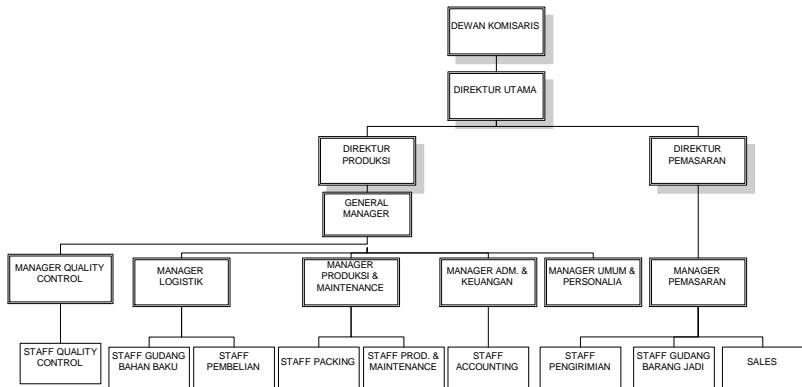 DEWAN KOMISARIS
DIREKTUR UTAMA
DIREKTUR
PRODUKSI
DIREKTUR
PEMASARAN
GENERAL
MANAGER
MANAGER QUALITY
CONTROL
MANAGER
LOGISTIK
MANAGER
PRODUKSI &
MAINTENANCE
MANAGER ADM. &
KEUANGAN
MANAGER UMUM &
PERSONALIA
MANAGER
PEMASARAN
STAFF QUALITY
CONTROL
STAFF GUDANG
BAHAN BAKU
STAFF
PEMBELIAN
STAFF PACKING
STAFF PROD. &
MAINTENANCE
STAFF
ACCOUNTING
STAFF
PENGIRIMIAN
STAFF GUDANG
BARANG JADI
SALES